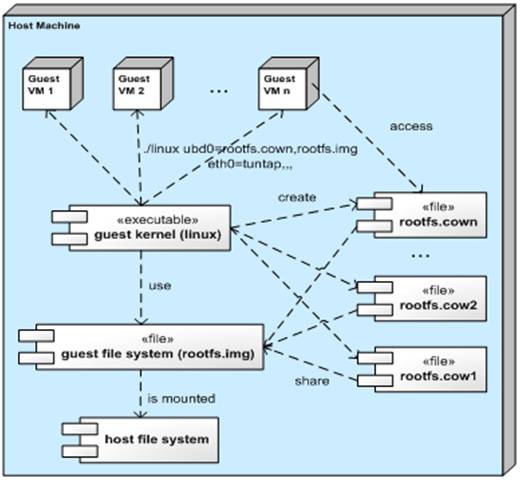 Host Machine
Guest
VM 1
Guest
VM 2
...
Guest
VM n
access
./linux ubd0=rootfs.cown,rootfs.img
eth0=tuntap,,,
create
«executable»
guest kernel (linux)
«file»
rootfs.cown
...
use
«file»
rootfs.cow2
«file»
guest file system (rootfs.img)
«file»
rootfs.cow1
share
is mounted
host file system